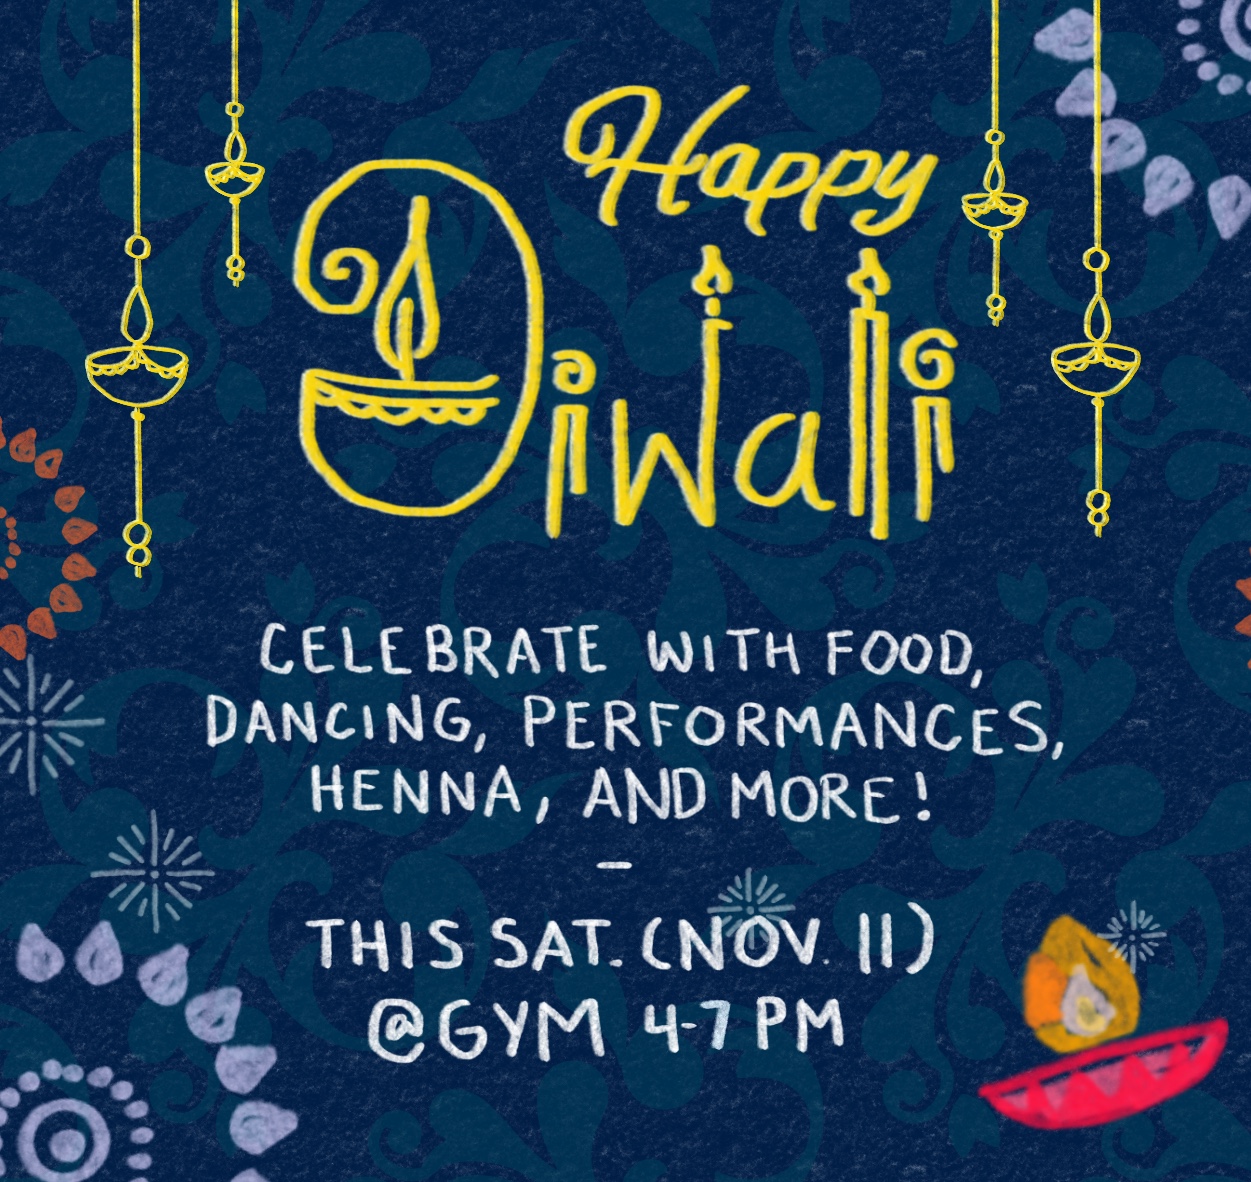 Happy
Diwali
CELEBRATE WITH FOOD,
DANCING, PERFORMANCES,
HENNA, AND MORE!
–
THIS SAT. (NOV. 11)
@GYM 4-7 PM